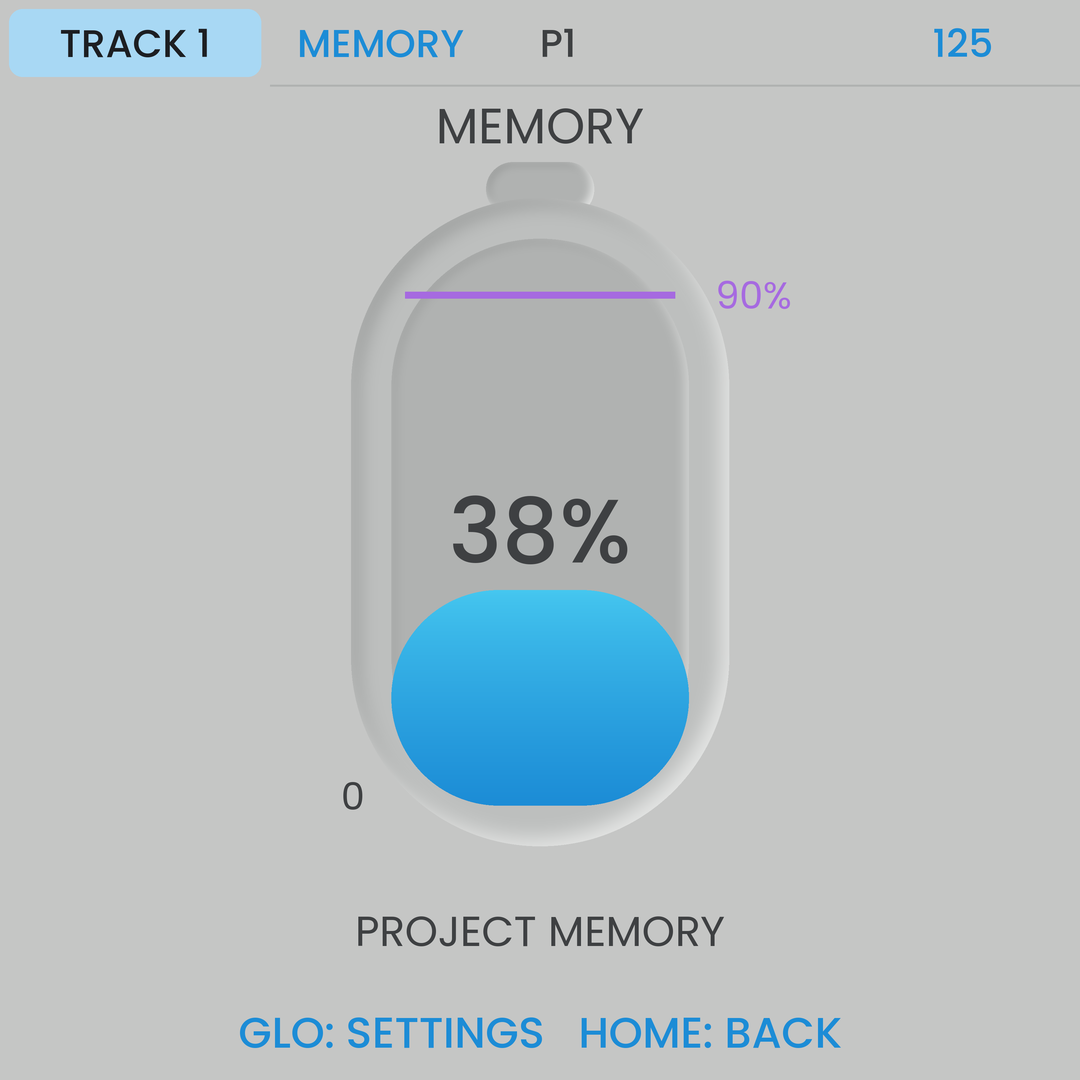 TRACK 1 MEMORY P1 125
MEMORY
90%
38%
0
PROJECT MEMORY
GLO: SETTINGS HOME: BACK